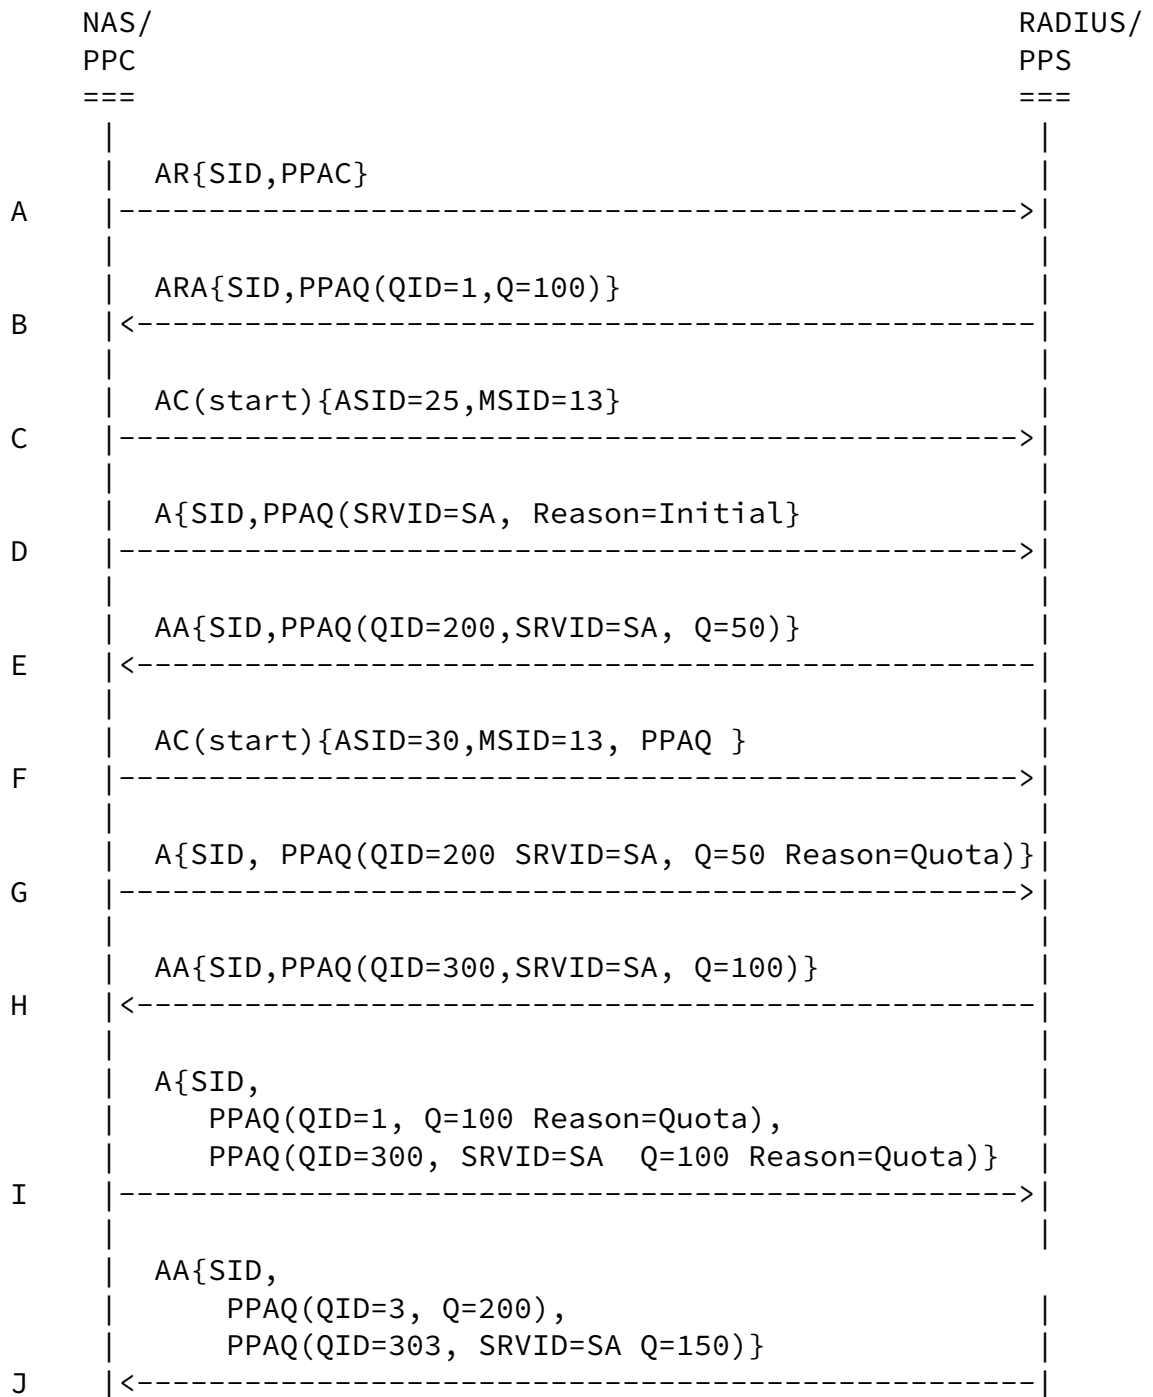 NAS/                                                RADIUS/
PPC                                                 PPS
===                                                 ===
AR{SID,PPAC}
A     |-------------------------------------------------->|
ARA{SID,PPAQ(QID=1,Q=100)}
B     |<--------------------------------------------------|
AC(start){ASID=25,MSID=13}
C     |-------------------------------------------------->|
A{SID,PPAQ(SRVID=SA, Reason=Initial}
D     |-------------------------------------------------->|
AA{SID,PPAQ(QID=200,SRVID=SA, Q=50)}
E     |<--------------------------------------------------|
AC(start){ASID=30,MSID=13, PPAQ }
F     |-------------------------------------------------->|
A{SID, PPAQ(QID=200 SRVID=SA, Q=50 Reason=Quota)}
G     |-------------------------------------------------->|
AA{SID,PPAQ(QID=300,SRVID=SA, Q=100)}
H     |<--------------------------------------------------|
A{SID,
PPAQ(QID=1, Q=100 Reason=Quota),
PPAQ(QID=300, SRVID=SA  Q=100 Reason=Quota)}
I     |-------------------------------------------------->|
AA{SID,
PPAQ(QID=3, Q=200),
PPAQ(QID=303, SRVID=SA Q=150)}
J     |<--------------------------------------------------|